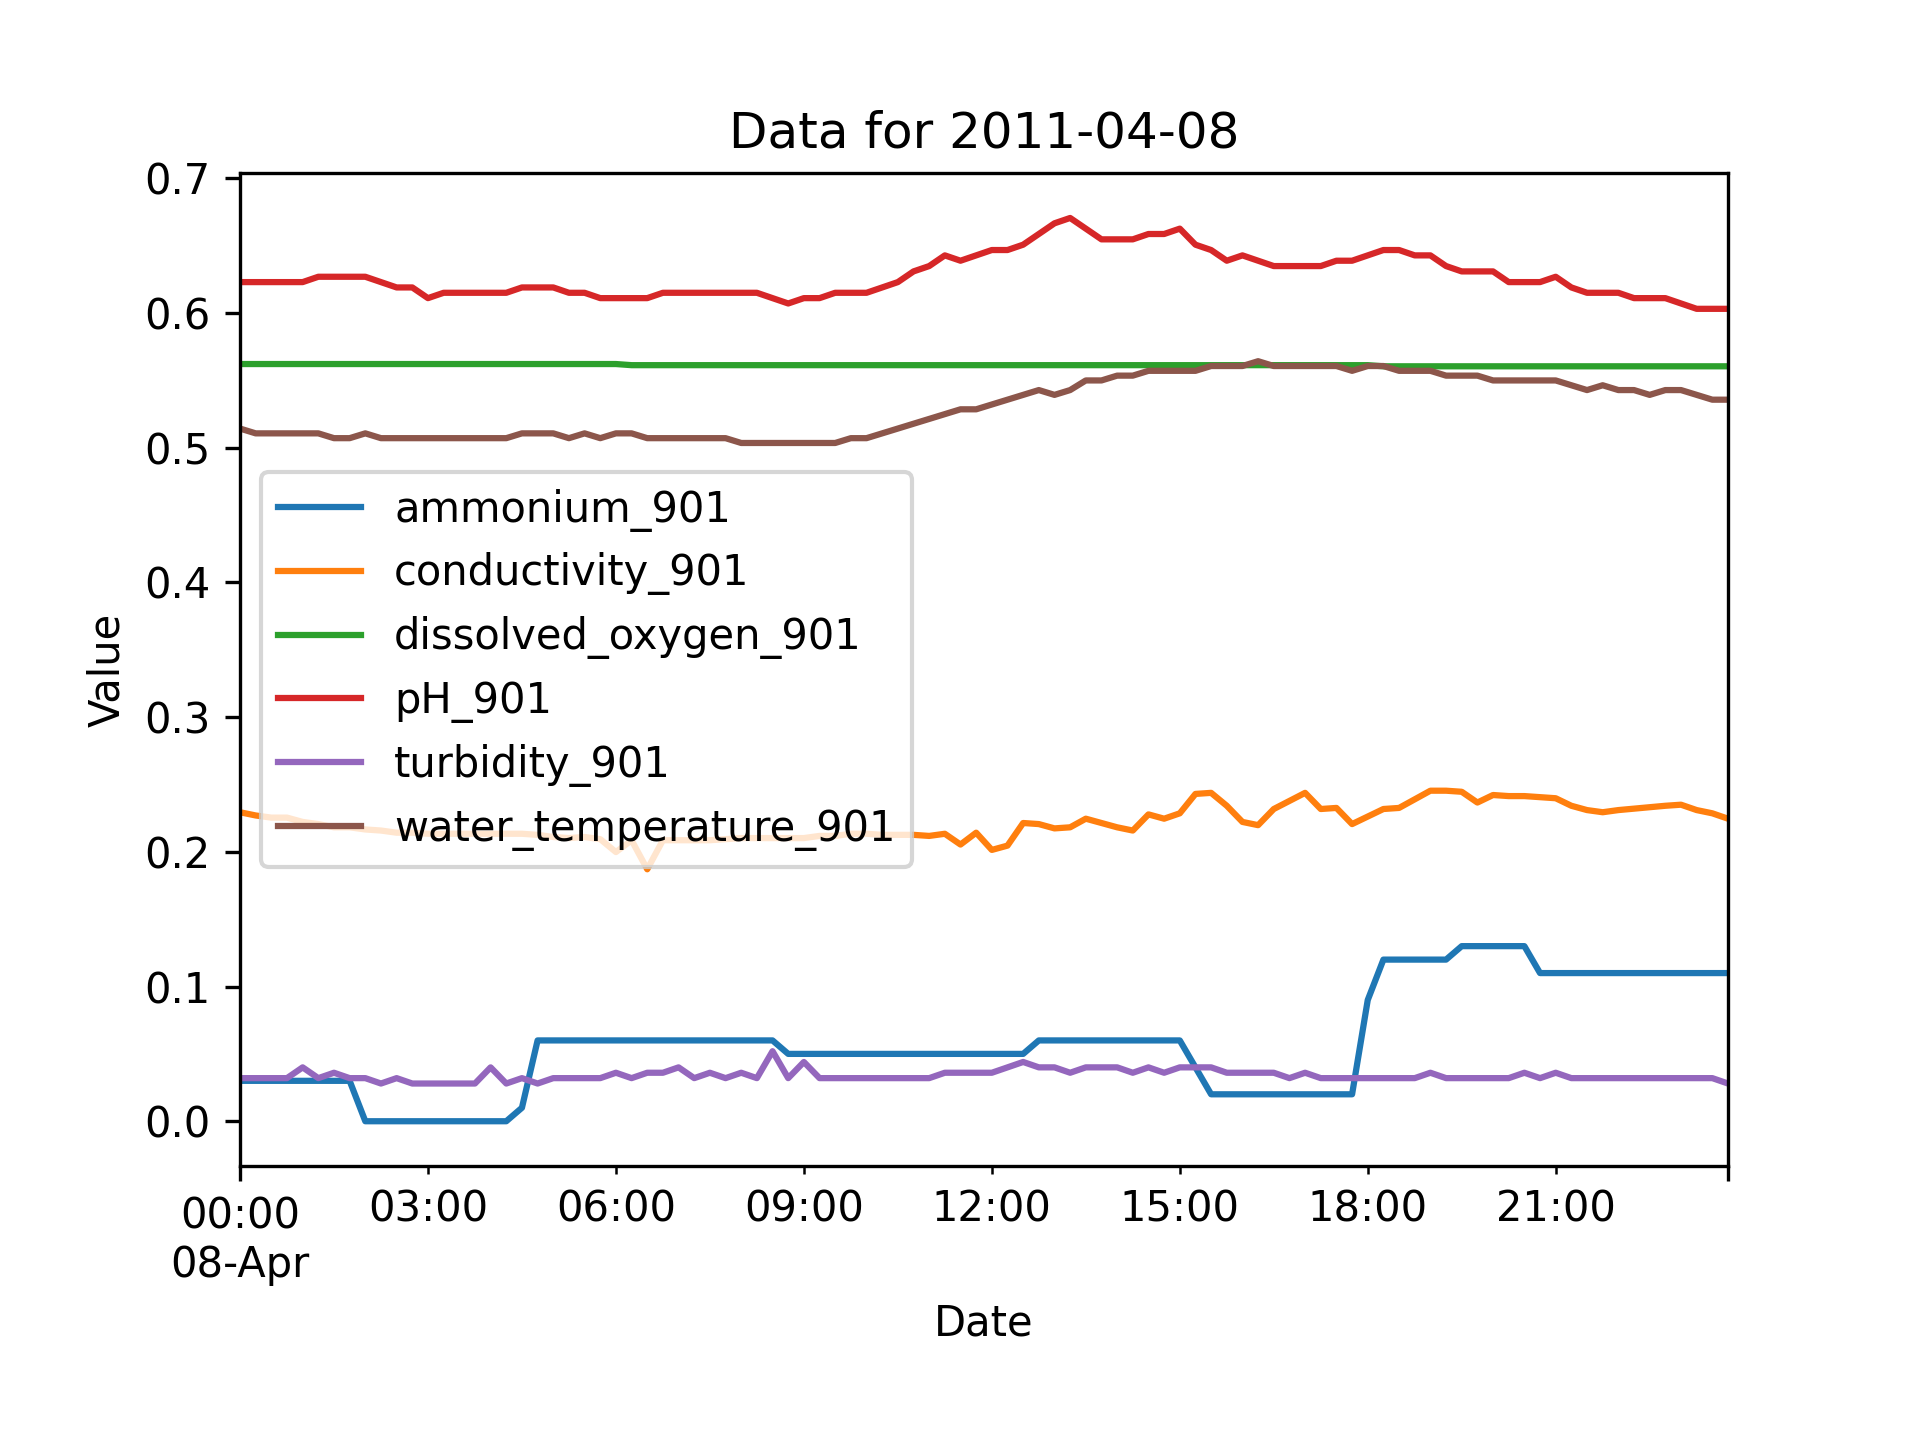 Data for 2011-04-08
0.7
0.6
0.5
0.4
0.3
0.2
0.1
0.0
Value
ammonium_901
conductivity_901
dissolved_oxygen_901
pH_901
turbidity_901
water_temperature_901
00:00 03:00 06:00 09:00 12:00 15:00 18:00 21:00
08-Apr
Date